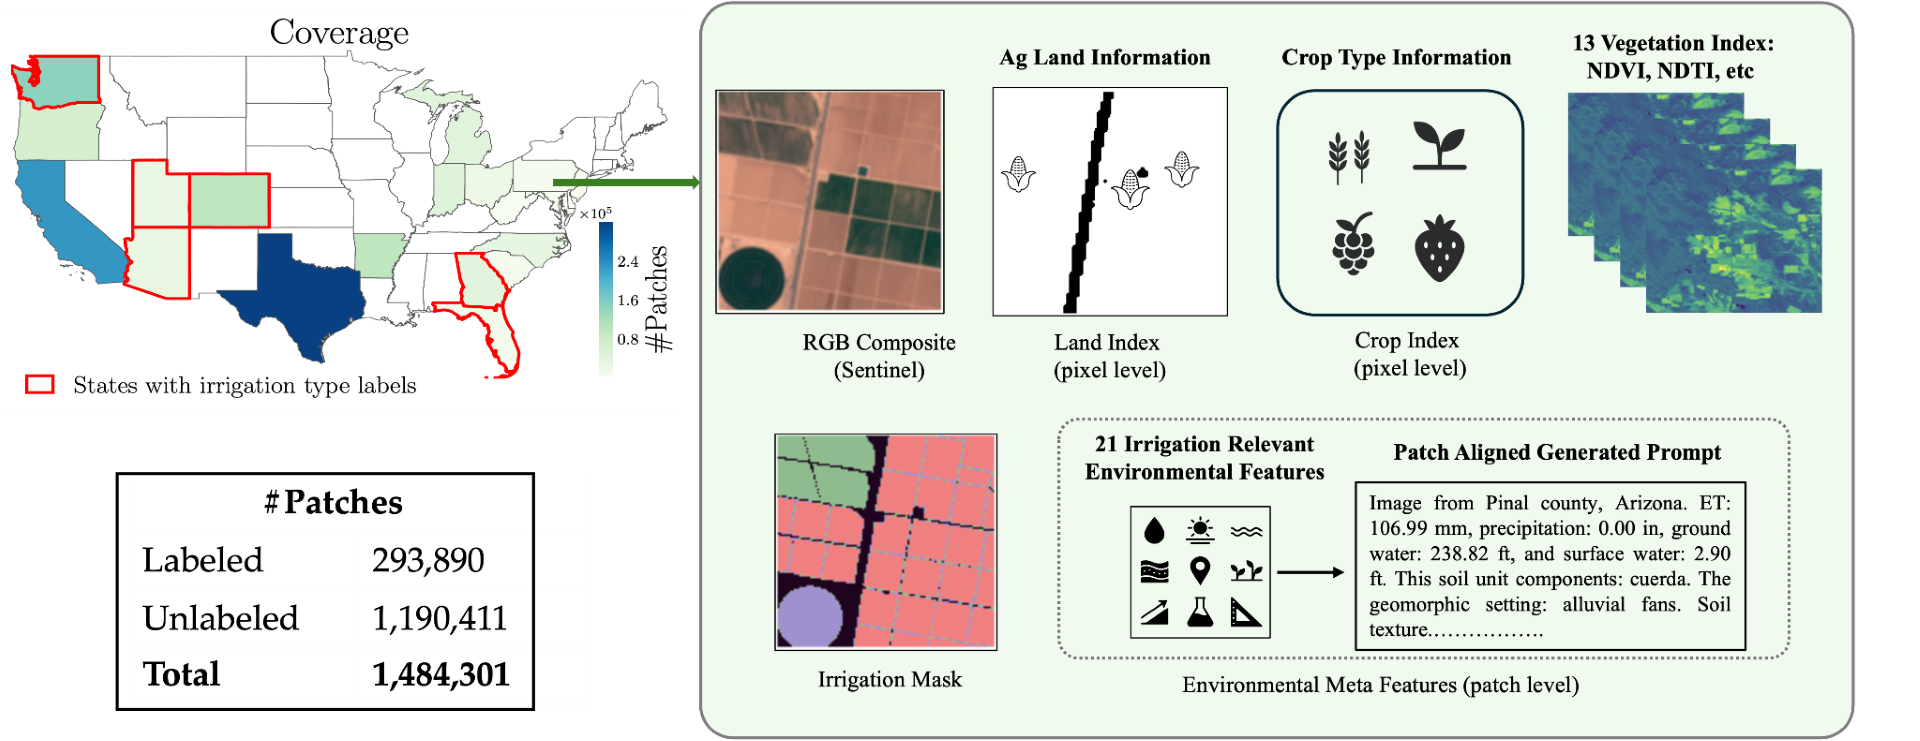 Coverage
×10⁵
2.4
1.6
0.8
#Patches
States with irrigation type labels
# Patches
Labeled 293,890
Unlabeled 1,190,411
Total 1,484,301
Ag Land Information
Crop Type Information
13 Vegetation Index:
NDVI, NDTI, etc
RGB Composite
(Sentinel)
Land Index
(pixel level)
Crop Index
(pixel level)
Irrigation Mask
21 Irrigation Relevant
Environmental Features
Patch Aligned Generated Prompt
Image from Pinal county, Arizona. ET:
106.99 mm, precipitation: 0.00 in, ground
water: 238.82 ft, and surface water: 2.90
ft. This soil unit components: cuerda. The
geomorphic setting: alluvial fans. Soil
texture.................
Environmental Meta Features (patch level)